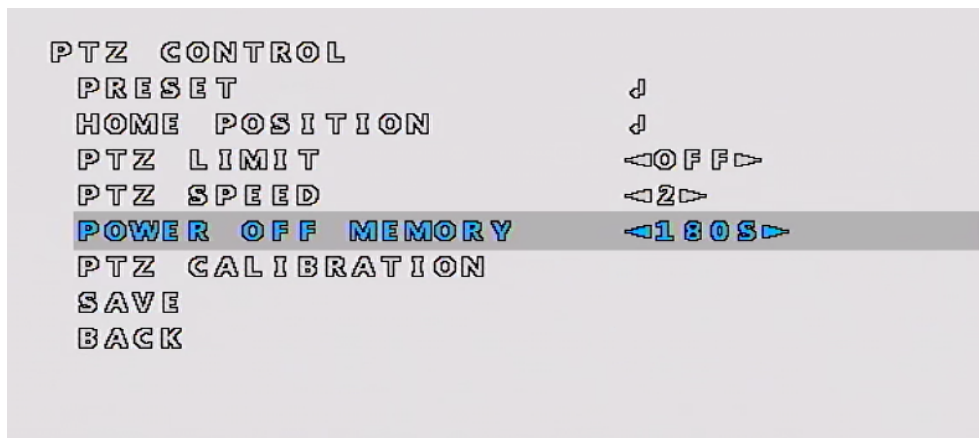 PTZ CONTROL
PRESET ↲
HOME POSITION ↲
PTZ LIMIT ◅OFF▻
PTZ SPEED ◅2▻
POWER OFF MEMORY ◅180S▻
PTZ CALIBRATION
SAVE
BACK